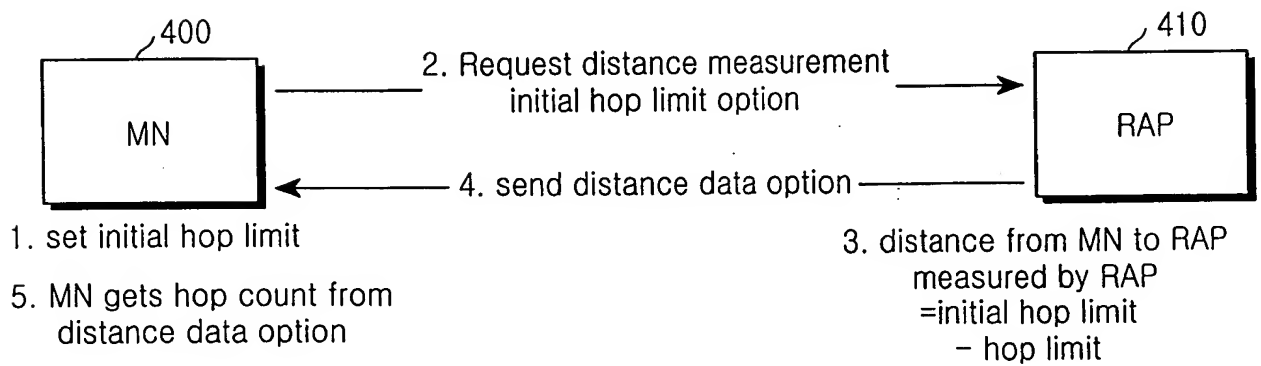 400
410
MN
2. Request distance measurement
initial hop limit option
RAP
4. send distance data option
1. set initial hop limit
5. MN gets hop count from
distance data option
3. distance from MN to RAP
measured by RAP
=initial hop limit
- hop limit